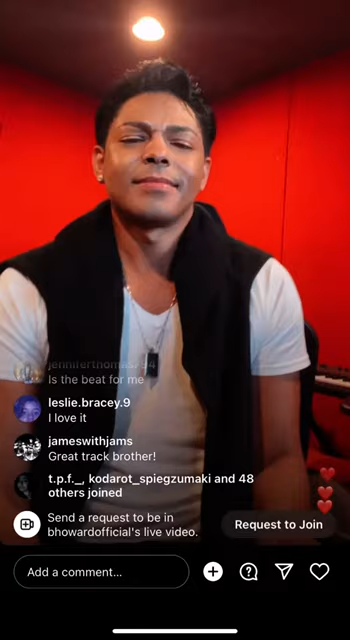 jenniferthomas794
Is the beat for me
leslie.bracey.9
I love it
jameswithjams
Great track brother!
t.p.f._, kodarot_spiegzumaki and 48
others joined
Send a request to be in
bhowardofficial's live video.
Request to Join
Add a comment...